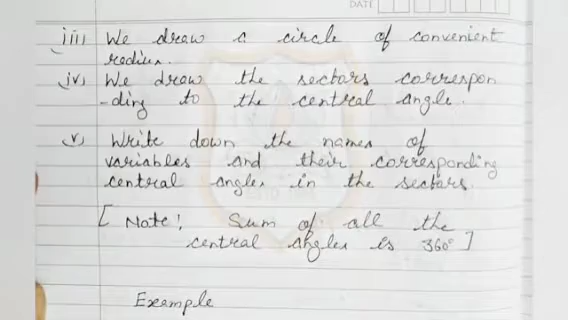 DATE
iii) We draw a circle of convenient
radius.
iv) We draw the sectors correspon
-ding to the central angle.
v) Write down the names of
variables and their corresponding
central angles in the sectors.
[ Note! Sum of all the
central angles is 360° ]
Example